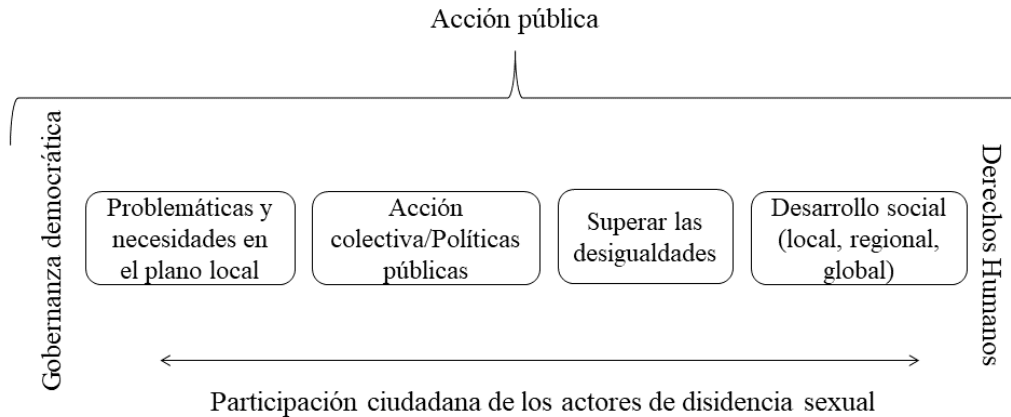 Acción pública
Gobernanza democrática
Problemáticas y
necesidades en
el plano local
Acción
colectiva/Políticas
públicas
Superar las
desigualdades
Desarrollo social
(local, regional,
global)
Derechos Humanos
Participación ciudadana de los actores de disidencia sexual